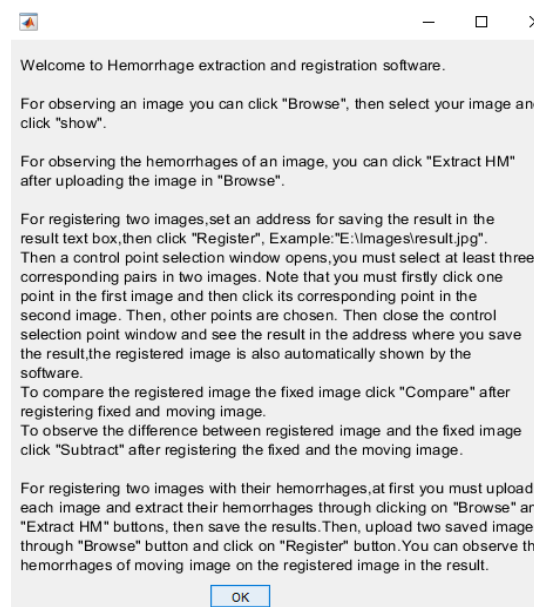 Welcome to Hemorrhage extraction and registration software.
For observing an image you can click "Browse", then select your image an
click "show".
For observing the hemorrhages of an image, you can click "Extract HM"
after uploading the image in "Browse".
For registering two images,set an address for saving the result in the
result text box,then click "Register", Example:"E:\Images\result.jpg".
Then a control point selection window opens,you must select at least three
corresponding pairs in two images. Note that you must firstly click one
point in the first image and then click its corresponding point in the
second image. Then, other points are chosen. Then close the control
selection point window and see the result in the address where you save
the result,the registered image is also automatically shown by the
software.
To compare the registered image the fixed image click "Compare" after
registering fixed and moving image.
To observe the difference between registered image and the fixed image
click "Subtract" after registering the fixed and the moving image.
For registering two images with their hemorrhages,at first you must upload
each image and extract their hemorrhages through clicking on "Browse" an
"Extract HM" buttons, then save the results.Then, upload two saved image
through "Browse" button and click on "Register" button.You can observe th
hemorrhages of moving image on the registered image in the result.
OK